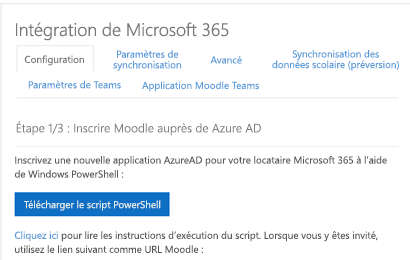 Intégration de Microsoft 365
Configuration
Paramètres de
synchronisation
Avancé
Synchronisation des
données scolaire (préversion)
Paramètres de Teams
Application Moodle Teams
Étape 1/3 : Inscrire Moodle auprès de Azure AD
Inscrivez une nouvelle application AzureAD pour votre locataire Microsoft 365 à l'aide
de Windows PowerShell :
Télécharger le script PowerShell
Cliquez ici pour lire les instructions d'exécution du script. Lorsque vous y êtes invité,
utilisez le lien suivant comme URL Moodle :